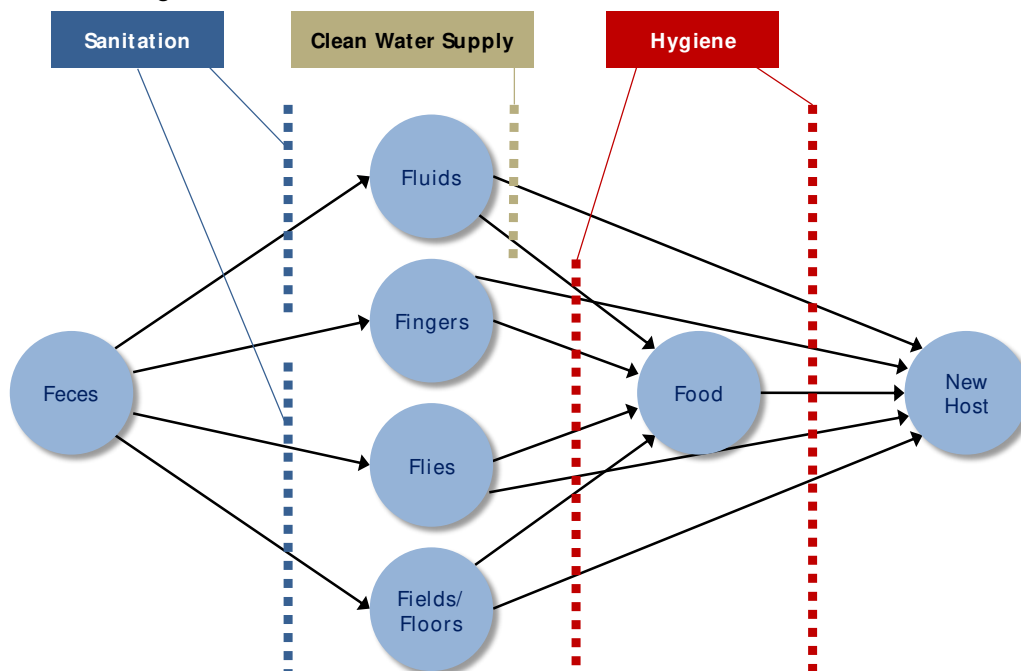 Sanitation
Clean Water Supply
Hygiene
Fluids
Fingers
Feces
Food
New
Host
Flies
Fields/
Floors